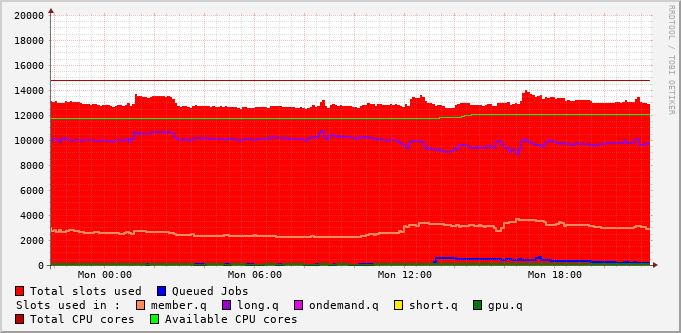 20000
18000
16000
14000
12000
10000
8000
6000
4000
2000
0
Mon 00:00 Mon 06:00 Mon 12:00 Mon 18:00
RRDTOOL / TOBI OETIKER
Total slots used Queued Jobs
Slots used in : member.q long.q ondemand.q short.q gpu.q
Total CPU cores Available CPU cores